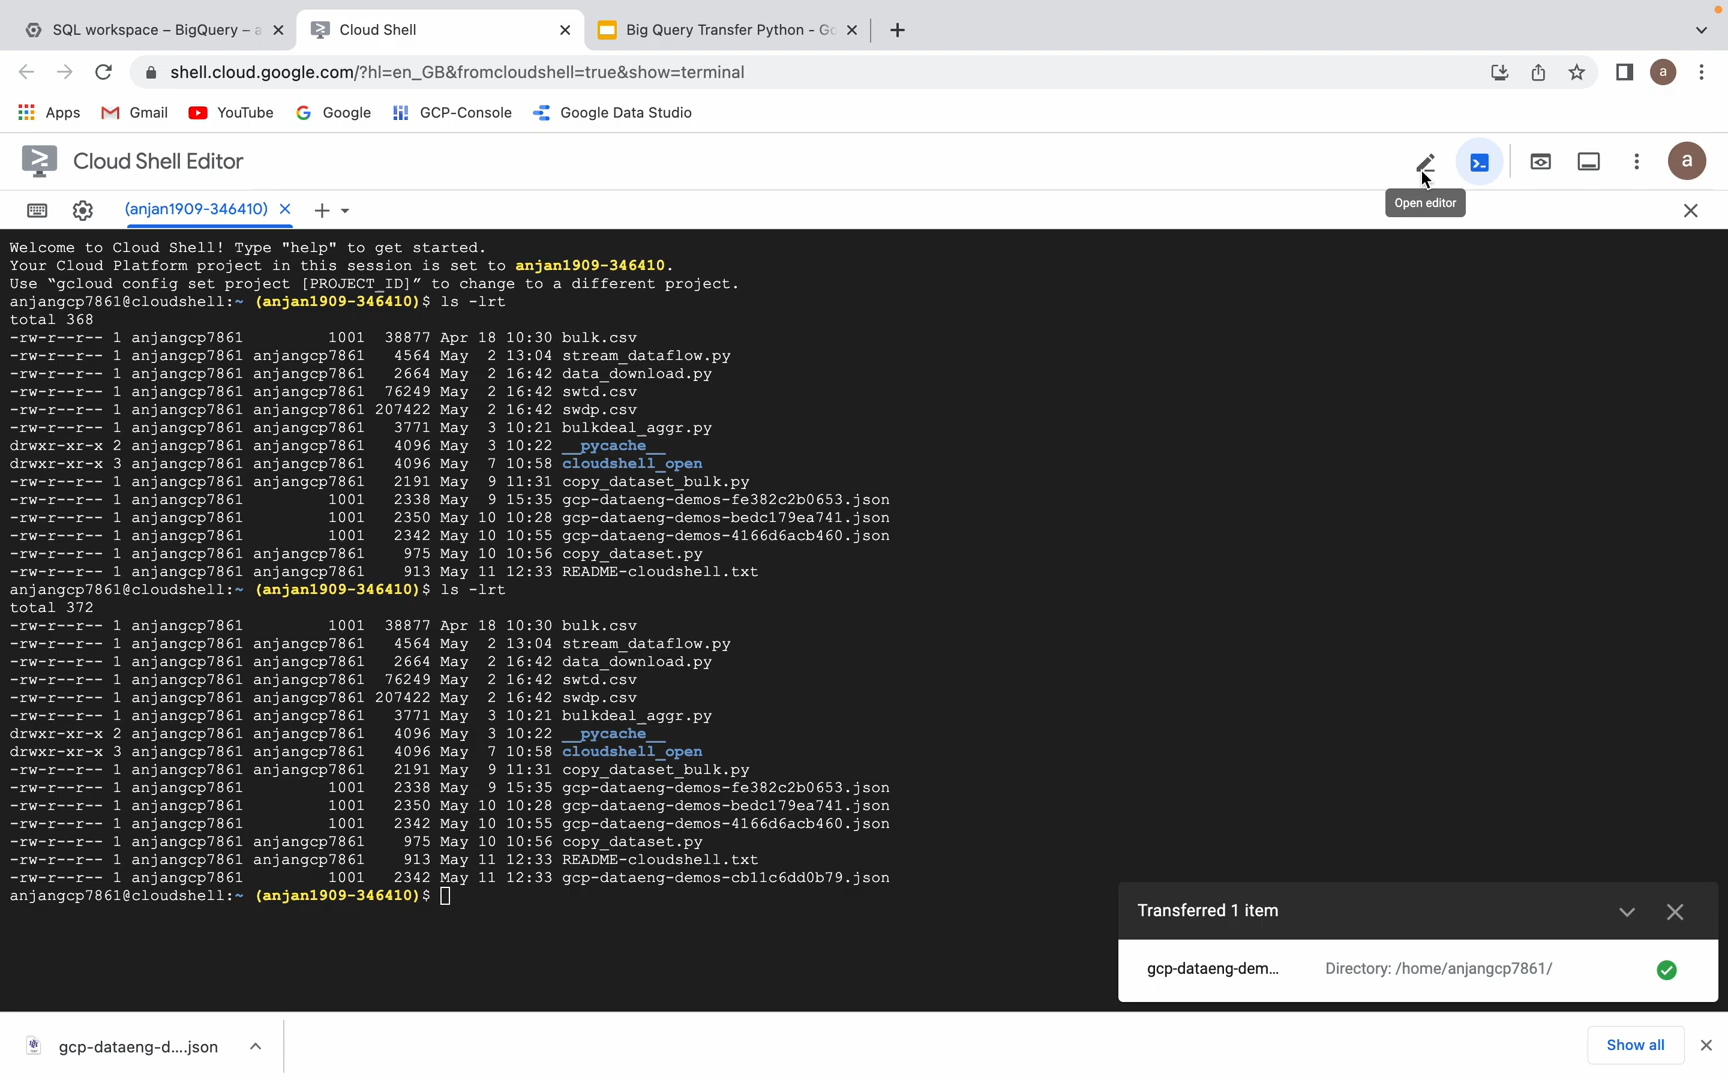 SQL workspace – BigQuery – a
Cloud Shell
Big Query Transfer Python - Go
shell.cloud.google.com/?hl=en_GB&fromcloudshell=true&show=terminal
a
Apps
Gmail
YouTube
Google
GCP-Console
Google Data Studio
Cloud Shell Editor
a
(anjan1909-346410)
Open editor
Welcome to Cloud Shell! Type "help" to get started.
Your Cloud Platform project in this session is set to anjan1909-346410.
Use “gcloud config set project [PROJECT_ID]” to change to a different project.
anjangcp7861@cloudshell:~ (anjan1909-346410)$ ls -lrt
total 368
-rw-r--r-- 1 anjangcp7861 1001 38877 Apr 18 10:30 bulk.csv
-rw-r--r-- 1 anjangcp7861 anjangcp7861 4564 May 2 13:04 stream_dataflow.py
-rw-r--r-- 1 anjangcp7861 anjangcp7861 2664 May 2 16:42 data_download.py
-rw-r--r-- 1 anjangcp7861 anjangcp7861 76249 May 2 16:42 swtd.csv
-rw-r--r-- 1 anjangcp7861 anjangcp7861 207422 May 2 16:42 swdp.csv
-rw-r--r-- 1 anjangcp7861 anjangcp7861 3771 May 3 10:21 bulkdeal_aggr.py
drwxr-xr-x 2 anjangcp7861 anjangcp7861 4096 May 3 10:22 __pycache__
drwxr-xr-x 3 anjangcp7861 anjangcp7861 4096 May 7 10:58 cloudshell_open
-rw-r--r-- 1 anjangcp7861 anjangcp7861 2191 May 9 11:31 copy_dataset_bulk.py
-rw-r--r-- 1 anjangcp7861 1001 2338 May 9 15:35 gcp-dataeng-demos-fe382c2b0653.json
-rw-r--r-- 1 anjangcp7861 1001 2350 May 10 10:28 gcp-dataeng-demos-bedc179ea741.json
-rw-r--r-- 1 anjangcp7861 1001 2342 May 10 10:55 gcp-dataeng-demos-4166d6acb460.json
-rw-r--r-- 1 anjangcp7861 anjangcp7861 975 May 10 10:56 copy_dataset.py
-rw-r--r-- 1 anjangcp7861 anjangcp7861 913 May 11 12:33 README-cloudshell.txt
anjangcp7861@cloudshell:~ (anjan1909-346410)$ ls -lrt
total 372
-rw-r--r-- 1 anjangcp7861 1001 38877 Apr 18 10:30 bulk.csv
-rw-r--r-- 1 anjangcp7861 anjangcp7861 4564 May 2 13:04 stream_dataflow.py
-rw-r--r-- 1 anjangcp7861 anjangcp7861 2664 May 2 16:42 data_download.py
-rw-r--r-- 1 anjangcp7861 anjangcp7861 76249 May 2 16:42 swtd.csv
-rw-r--r-- 1 anjangcp7861 anjangcp7861 207422 May 2 16:42 swdp.csv
-rw-r--r-- 1 anjangcp7861 anjangcp7861 3771 May 3 10:21 bulkdeal_aggr.py
drwxr-xr-x 2 anjangcp7861 anjangcp7861 4096 May 3 10:22 __pycache__
drwxr-xr-x 3 anjangcp7861 anjangcp7861 4096 May 7 10:58 cloudshell_open
-rw-r--r-- 1 anjangcp7861 anjangcp7861 2191 May 9 11:31 copy_dataset_bulk.py
-rw-r--r-- 1 anjangcp7861 1001 2338 May 9 15:35 gcp-dataeng-demos-fe382c2b0653.json
-rw-r--r-- 1 anjangcp7861 1001 2350 May 10 10:28 gcp-dataeng-demos-bedc179ea741.json
-rw-r--r-- 1 anjangcp7861 1001 2342 May 10 10:55 gcp-dataeng-demos-4166d6acb460.json
-rw-r--r-- 1 anjangcp7861 anjangcp7861 975 May 10 10:56 copy_dataset.py
-rw-r--r-- 1 anjangcp7861 anjangcp7861 913 May 11 12:33 README-cloudshell.txt
-rw-r--r-- 1 anjangcp7861 1001 2342 May 11 12:33 gcp-dataeng-demos-cb11c6dd0b79.json
anjangcp7861@cloudshell:~ (anjan1909-346410)$
Transferred 1 item
gcp-dataeng-dem... Directory: /home/anjangcp7861/
gcp-dataeng-d....json
Show all